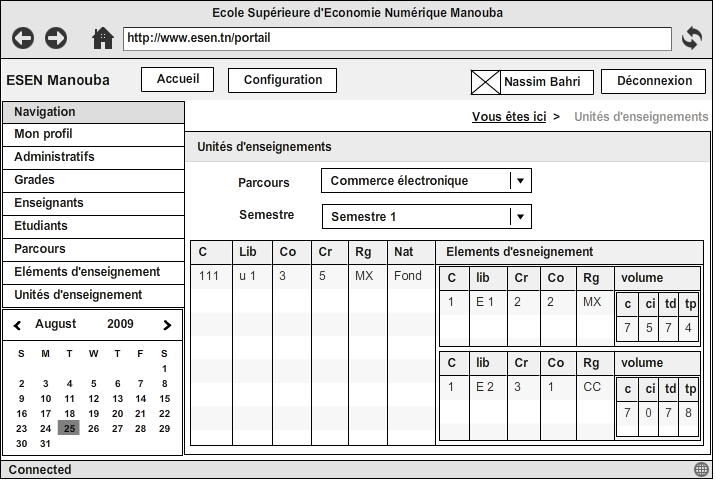 Ecole Supérieure d'Economie Numérique Manouba
http://www.esen.tn/portail
ESEN Manouba Accueil Configuration Nassim Bahri Déconnexion
Navigation
Mon profil
Administratifs
Grades
Enseignants
Etudiants
Parcours
Eléments d'enseignement
Unités d'enseignement
August 2009
S M T W T F S
1
2 3 4 5 6 7 8
9 10 11 12 13 14 15
16 17 18 19 20 21 22
23 24 25 26 27 28 29
30 31
Vous êtes ici > Unités d'enseignements
Unités d'enseignements
Parcours Commerce électronique
Semestre Semestre 1
C Lib Co Cr Rg Nat
111 u 1 3 5 MX Fond
Elements d'esneignement
C lib Cr Co Rg volume
c ci td tp
1 E 1 2 2 MX
7 5 7 4
C lib Cr Co Rg volume
c ci td tp
1 E 2 3 1 CC
7 0 7 8
Connected